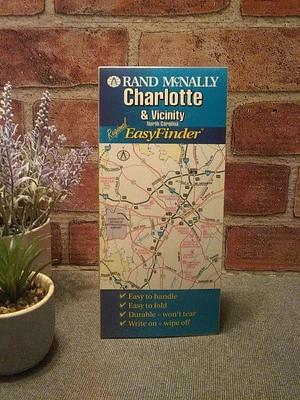 RAND McNALLY
Charlotte
& Vicinity
North Carolina
Regional
EasyFinder®
✔ Easy to handle
✔ Easy to fold
✔ Durable – won't tear
✔ Write on – wipe off